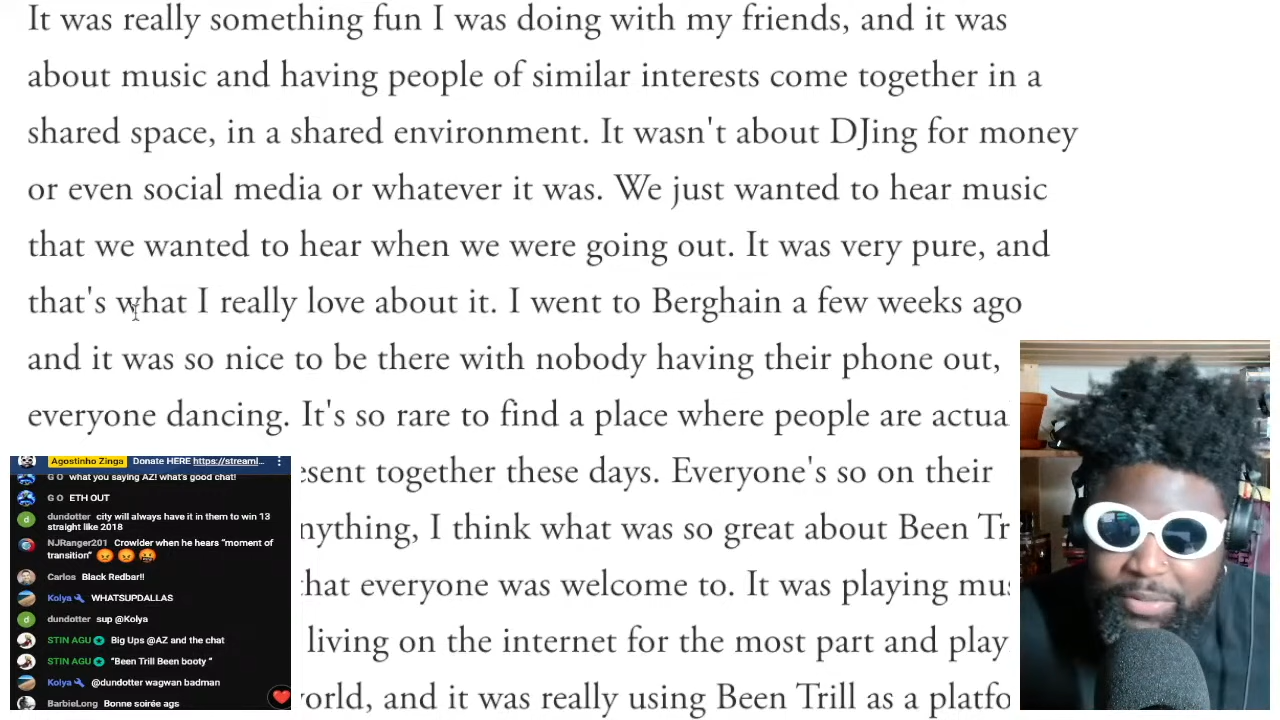 It was really something fun I was doing with my friends, and it was
about music and having people of similar interests come together in a
shared space, in a shared environment. It wasn't about DJing for money
or even social media or whatever it was. We just wanted to hear music
that we wanted to hear when we were going out. It was very pure, and
that's what I really love about it. I went to Berghain a few weeks ago
and it was so nice to be there with nobody having their phone out,
everyone dancing. It's so rare to find a place where people are actua
esent together these days. Everyone's so on their
nything, I think what was so great about Been Tr
hat everyone was welcome to. It was playing mus
living on the internet for the most part and play
orld, and it was really using Been Trill as a platfo
Agostinho Zinga Donate HERE https://streaml...
G O what you saying AZ! what's good chat!
G O ETH OUT
dundotter city will always have it in them to win 13
straight like 2018
NJRanger201 Crowlder when he hears "moment of
transition"
Carlos Black Redbar!!
Kolya WHATSUPDALLAS
dundotter sup @Kolya
STIN AGU Big Ups @AZ and the chat
STIN AGU "Been Trill Been booty "
Kolya @dundotter wagwan badman
BarbieLong Bonne soirée ags